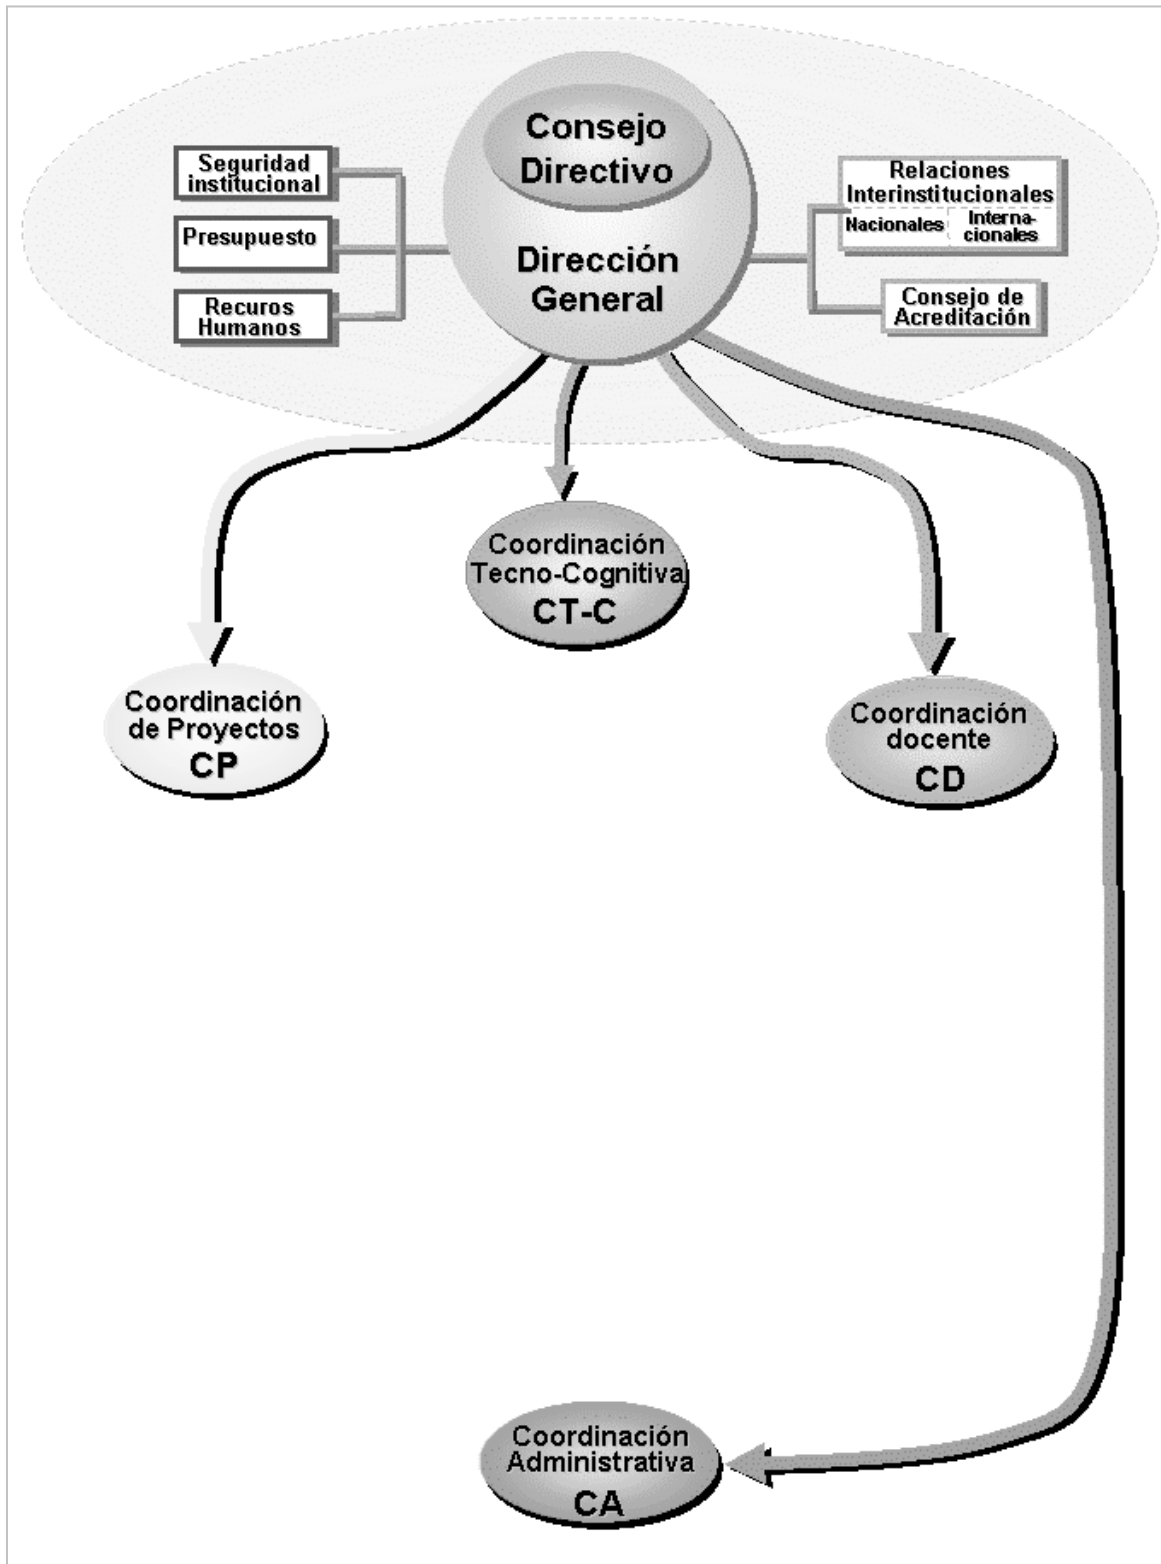 Consejo
Directivo
Dirección
General
Seguridad
institucional
Presupuesto
Recuros
Humanos
Relaciones
Interinstitucionales
Nacionales
Interna-
cionales
Consejo de
Acreditación
Coordinación
Tecno-Cognitiva
CT-C
Coordinación
de Proyectos
CP
Coordinación
docente
CD
Coordinación
Administrativa
CA